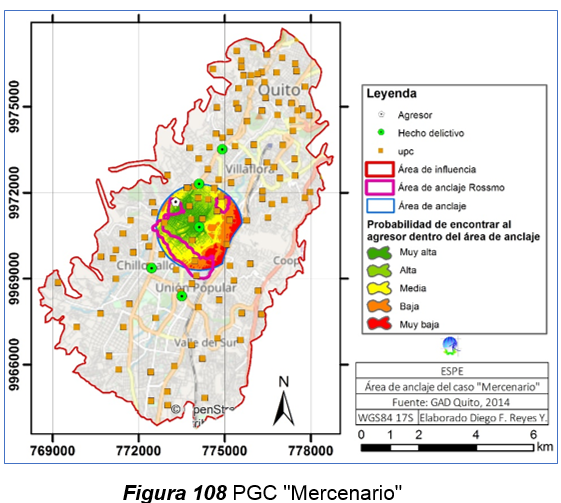 9975000
9972000
9969000
9966000
769000
772000
775000
778000
Quito
Villaflora
Chillogallo
Unión Popular
Coop
Valle del Sur
N
Leyenda
Agresor
Hecho delictivo
upc
Área de influencia
Área de anclaje Rossmo
Área de anclaje
Probabilidad de encontrar al
agresor dentro del área de anclaje
Muy alta
Alta
Media
Baja
Muy baja
ESPE
Área de anclaje del caso "Mercenario"
Fuente: GAD Quito, 2014
WGS84 17S Elaborado Diego F. Reyes Y.
0 1 2 4 6
km
Figura 108 PGC "Mercenario"